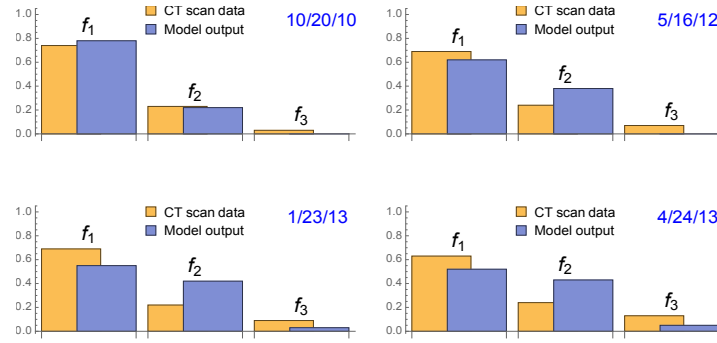 CT scan data
Model output
10/20/10
1.0
0.8
0.6
0.4
0.2
0.0
f1
f2
f3
CT scan data
Model output
5/16/12
1.0
0.8
0.6
0.4
0.2
0.0
f1
f2
f3
CT scan data
Model output
1/23/13
1.0
0.8
0.6
0.4
0.2
0.0
f1
f2
f3
CT scan data
Model output
4/24/13
1.0
0.8
0.6
0.4
0.2
0.0
f1
f2
f3